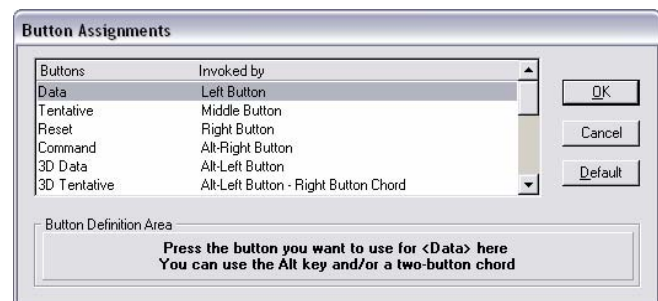 Button Assignments
Buttons Invoked by
Data Left Button
Tentative Middle Button
Reset Right Button
Command Alt-Right Button
3D Data Alt-Left Button
3D Tentative Alt-Left Button - Right Button Chord
OK
Cancel
Default
Button Definition Area
Press the button you want to use for <Data> here
You can use the Alt key and/or a two-button chord